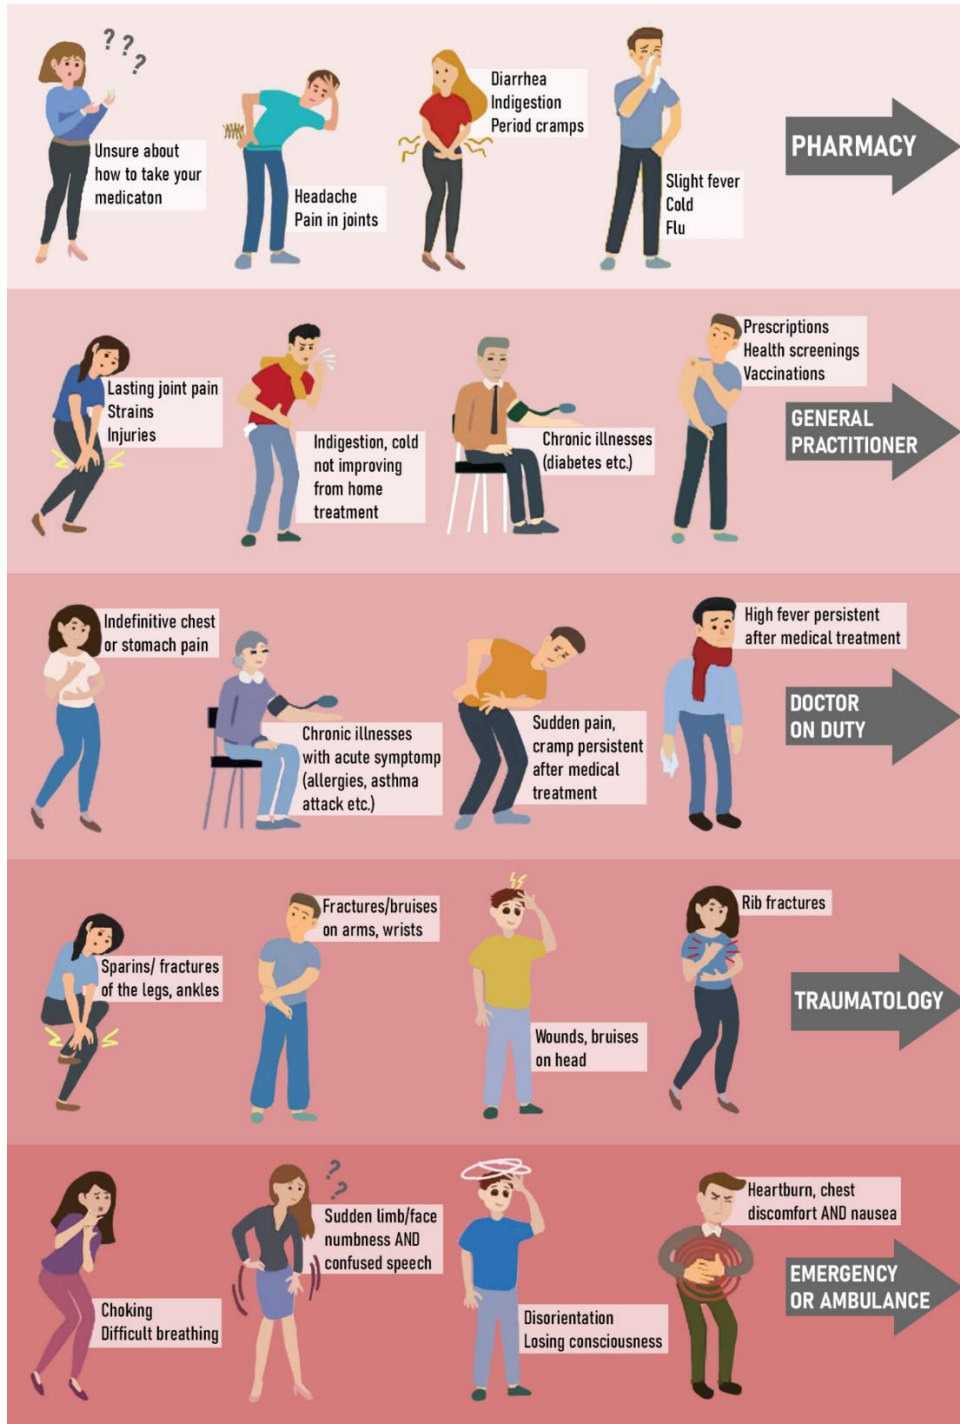 ? ? ?
Unsure about
how to take your
medicaton
Headache
Pain in joints
Diarrhea
Indigestion
Period cramps
Slight fever
Cold
Flu
PHARMACY
Lasting joint pain
Strains
Injuries
Indigestion, cold
not improving
from home
treatment
Chronic illnesses
(diabetes etc.)
Prescriptions
Health screenings
Vaccinations
GENERAL
PRACTITIONER
Indefinitive chest
or stomach pain
Chronic illnesses
with acute symptomp
(allergies, asthma
attack etc.)
Sudden pain,
cramp persistent
after medical
treatment
High fever persistent
after medical treatment
DOCTOR
ON DUTY
Sparins/ fractures
of the legs, ankles
Fractures/bruises
on arms, wrists
Wounds, bruises
on head
Rib fractures
TRAUMATOLOGY
Choking
Difficult breathing
? ?
Sudden limb/face
numbness AND
confused speech
Disorientation
Losing consciousness
Heartburn, chest
discomfort AND nausea
EMERGENCY
OR AMBULANCE